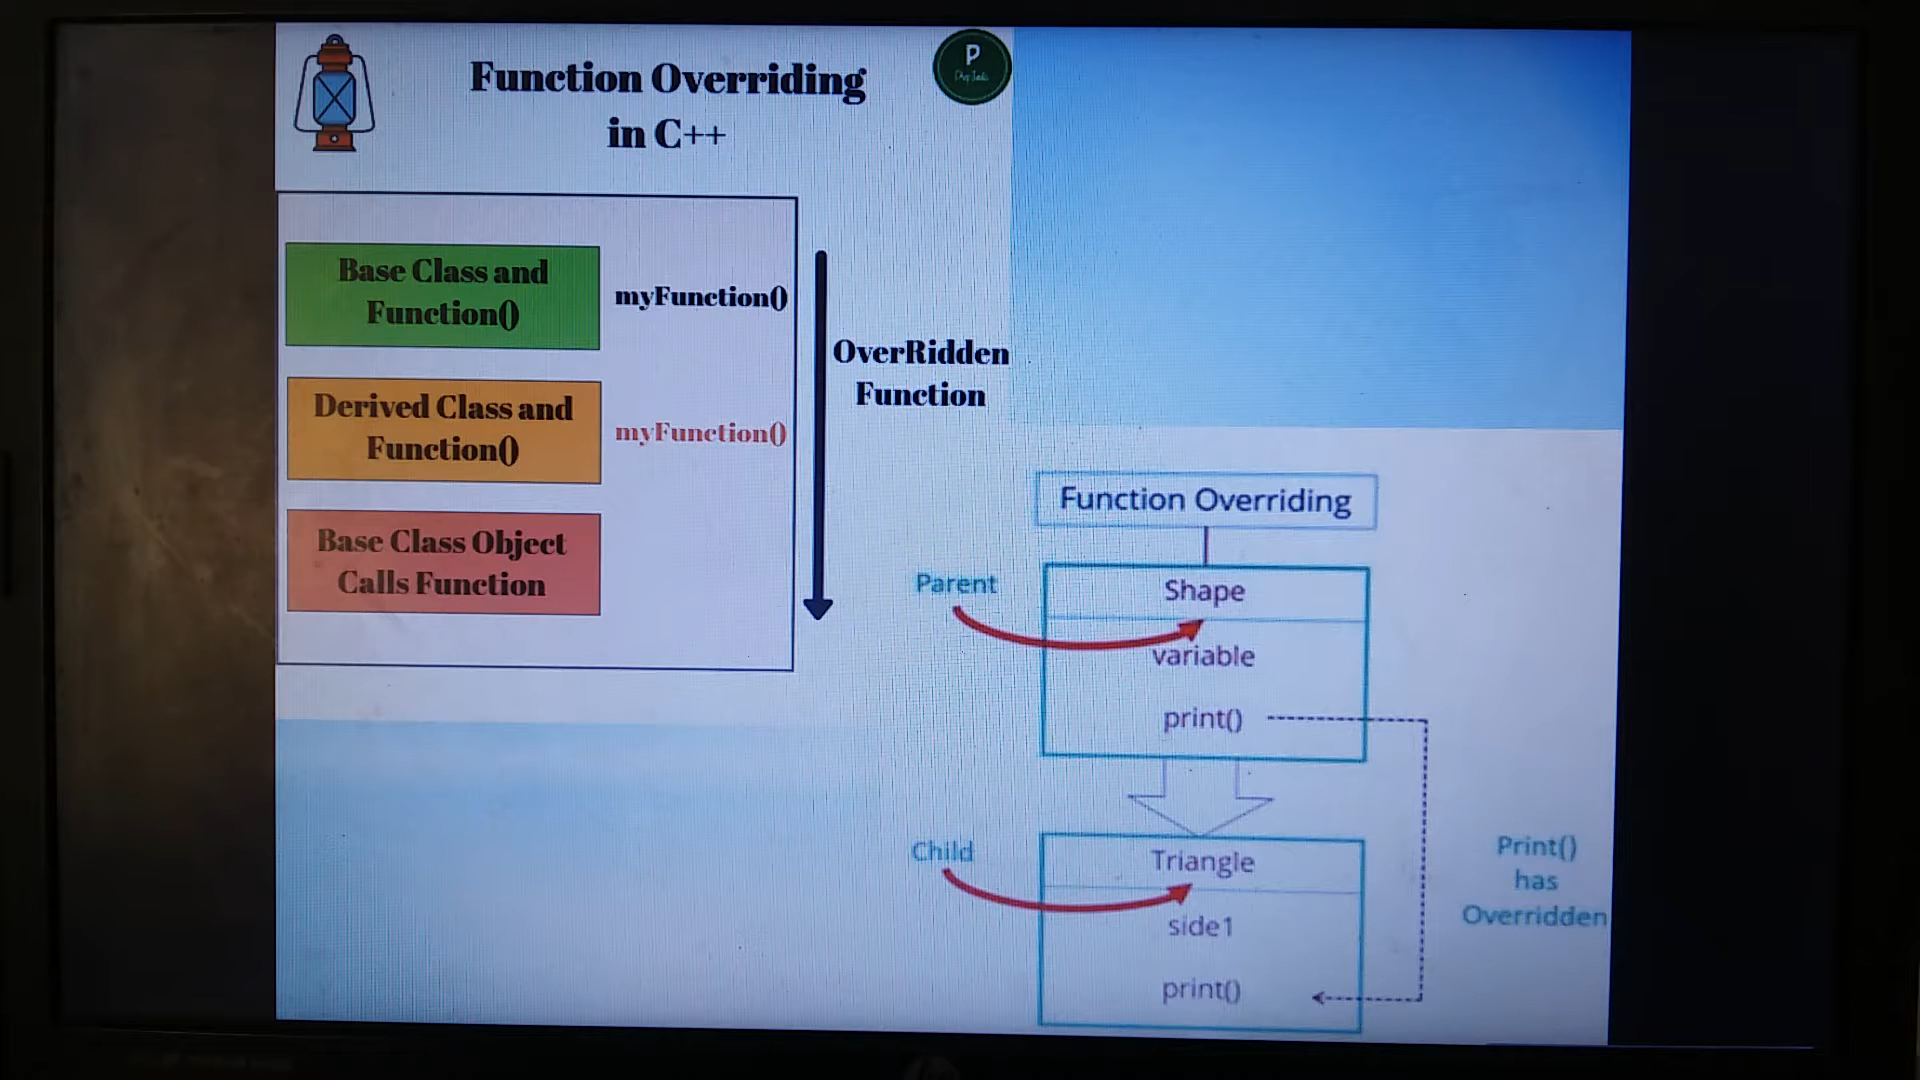 Function Overriding
in C++
P
Base Class and
Function()
myFunction()
Derived Class and
Function()
myFunction()
Base Class Object
Calls Function
OverRidden
Function
Function Overriding
Parent
Shape
variable
print()
Child
Triangle
side1
print()
Print()
has
Overridden